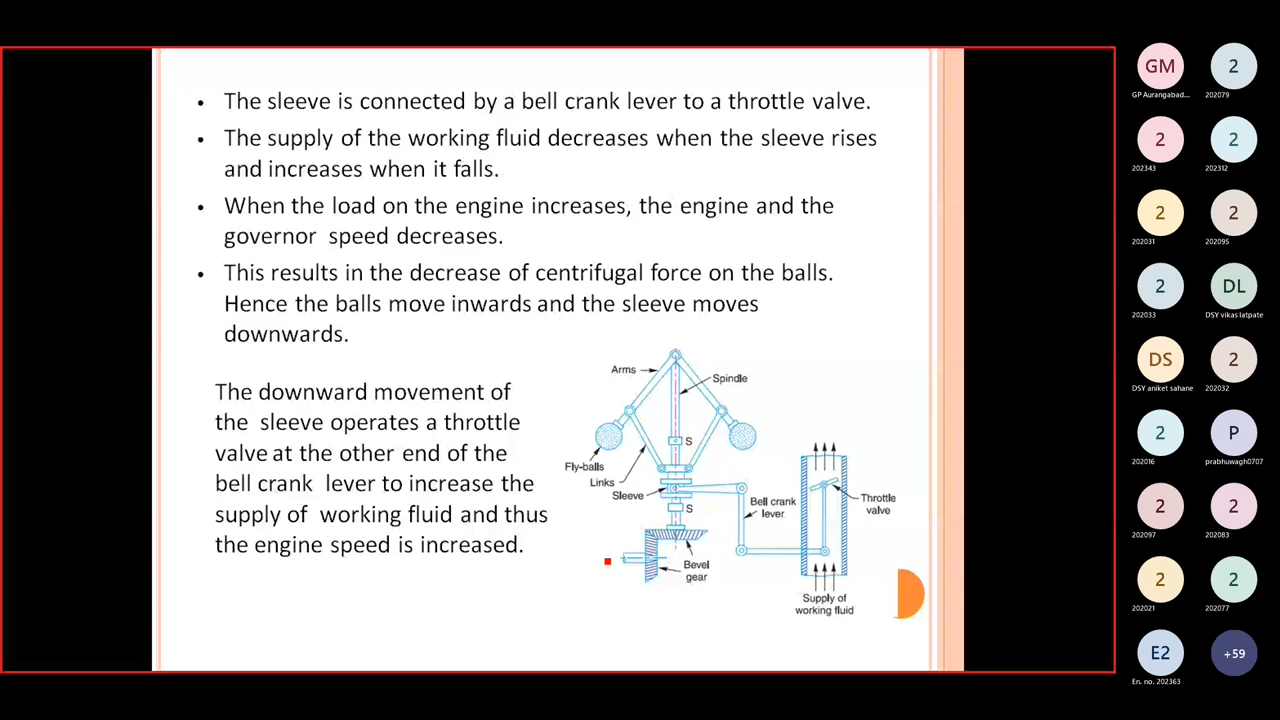 • The sleeve is connected by a bell crank lever to a throttle valve.
• The supply of the working fluid decreases when the sleeve rises
and increases when it falls.
• When the load on the engine increases, the engine and the
governor speed decreases.
• This results in the decrease of centrifugal force on the balls.
Hence the balls move inwards and the sleeve moves
downwards.
The downward movement of
the sleeve operates a throttle
valve at the other end of the
bell crank lever to increase the
supply of working fluid and thus
the engine speed is increased.
Arms
Spindle
S
Fly-balls
Links
Sleeve
S
Bell crank
lever
Throttle
valve
Bevel
gear
Supply of
working fluid
GM
GP Aurangabad...
2
202079
2
202343
2
202312
2
202031
2
202095
2
202033
DL
DSY vikas latpate
DS
DSY aniket sahane
2
202032
2
202016
P
prabhuwagh0707
2
202097
2
202083
2
202021
2
202077
E2
En. no. 202363
+59